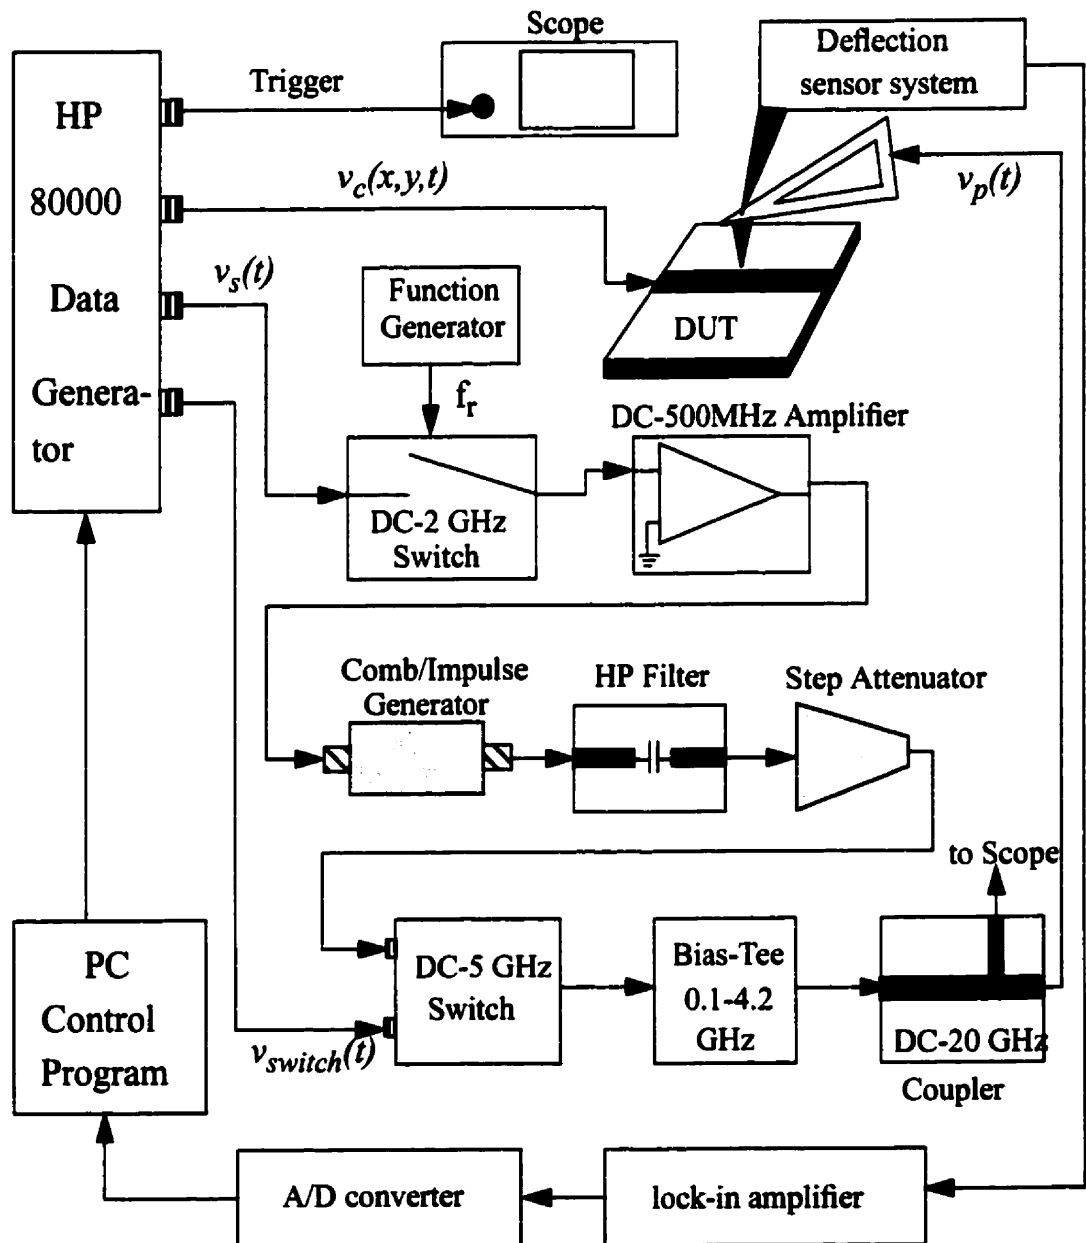 Scope
Deflection
sensor system
HP
80000
Data
Genera-
tor
Trigger
v_c(x,y,t)
v_p(t)
v_s(t)
Function
Generator
f_r
DUT
DC-500MHz Amplifier
DC-2 GHz
Switch
Comb/Impulse
Generator
HP Filter
Step Attenuator
to Scope
PC
Control
Program
DC-5 GHz
Switch
v_switch(t)
Bias-Tee
0.1-4.2
GHz
DC-20 GHz
Coupler
A/D converter
lock-in amplifier